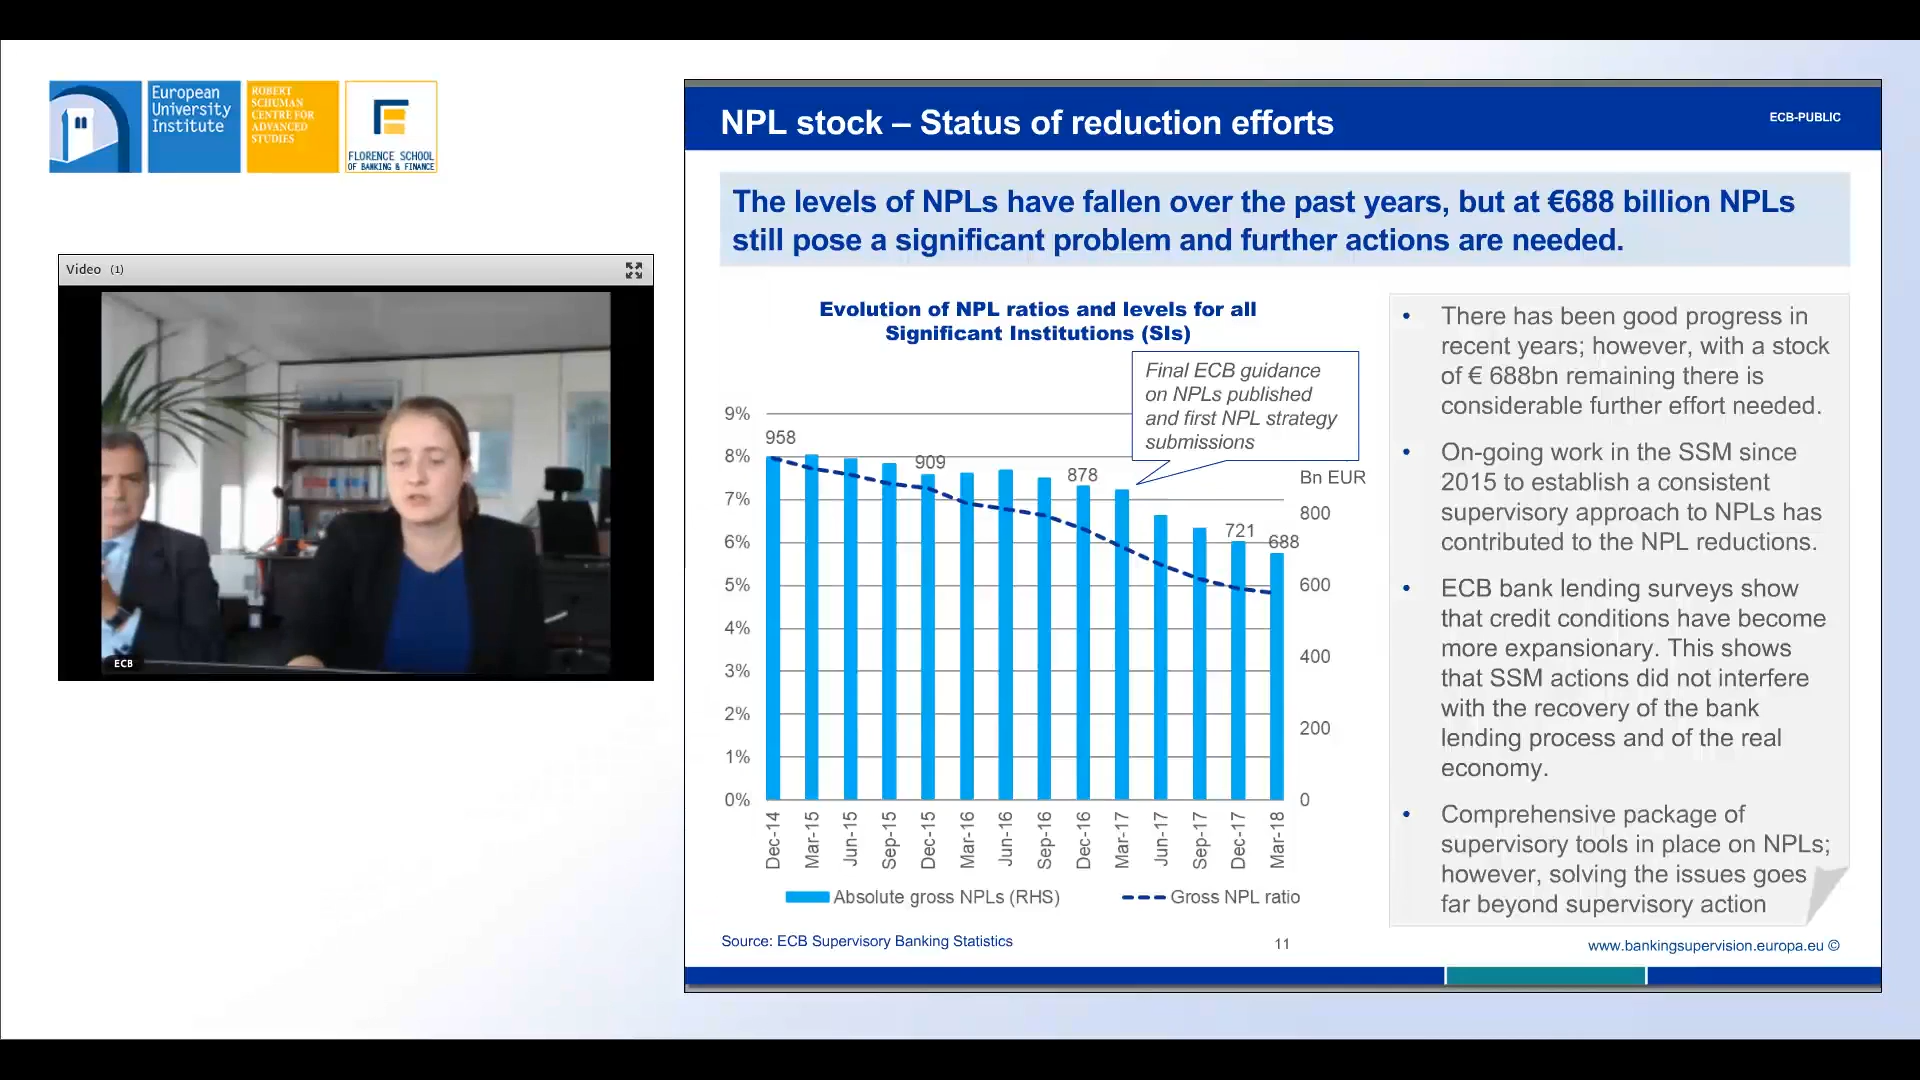 European
University
Institute
ROBERT
SCHUMAN
CENTRE FOR
ADVANCED
STUDIES
FLORENCE SCHOOL
OF BANKING & FINANCE
Video (1)
ECB
NPL stock – Status of reduction efforts
ECB-PUBLIC
The levels of NPLs have fallen over the past years, but at €688 billion NPLs
still pose a significant problem and further actions are needed.
Evolution of NPL ratios and levels for all
Significant Institutions (SIs)
Final ECB guidance
on NPLs published
and first NPL strategy
submissions
9%
8%
7%
6%
5%
4%
3%
2%
1%
0%
958
909
878
721
688
Bn EUR
800
600
400
200
0
Dec-14
Mar-15
Jun-15
Sep-15
Dec-15
Mar-16
Jun-16
Sep-16
Dec-16
Mar-17
Jun-17
Sep-17
Dec-17
Mar-18
Absolute gross NPLs (RHS)
Gross NPL ratio
• There has been good progress in
recent years; however, with a stock
of € 688bn remaining there is
considerable further effort needed.
• On-going work in the SSM since
2015 to establish a consistent
supervisory approach to NPLs has
contributed to the NPL reductions.
• ECB bank lending surveys show
that credit conditions have become
more expansionary. This shows
that SSM actions did not interfere
with the recovery of the bank
lending process and of the real
economy.
• Comprehensive package of
supervisory tools in place on NPLs;
however, solving the issues goes
far beyond supervisory action
Source: ECB Supervisory Banking Statistics
11
www.bankingsupervision.europa.eu ©